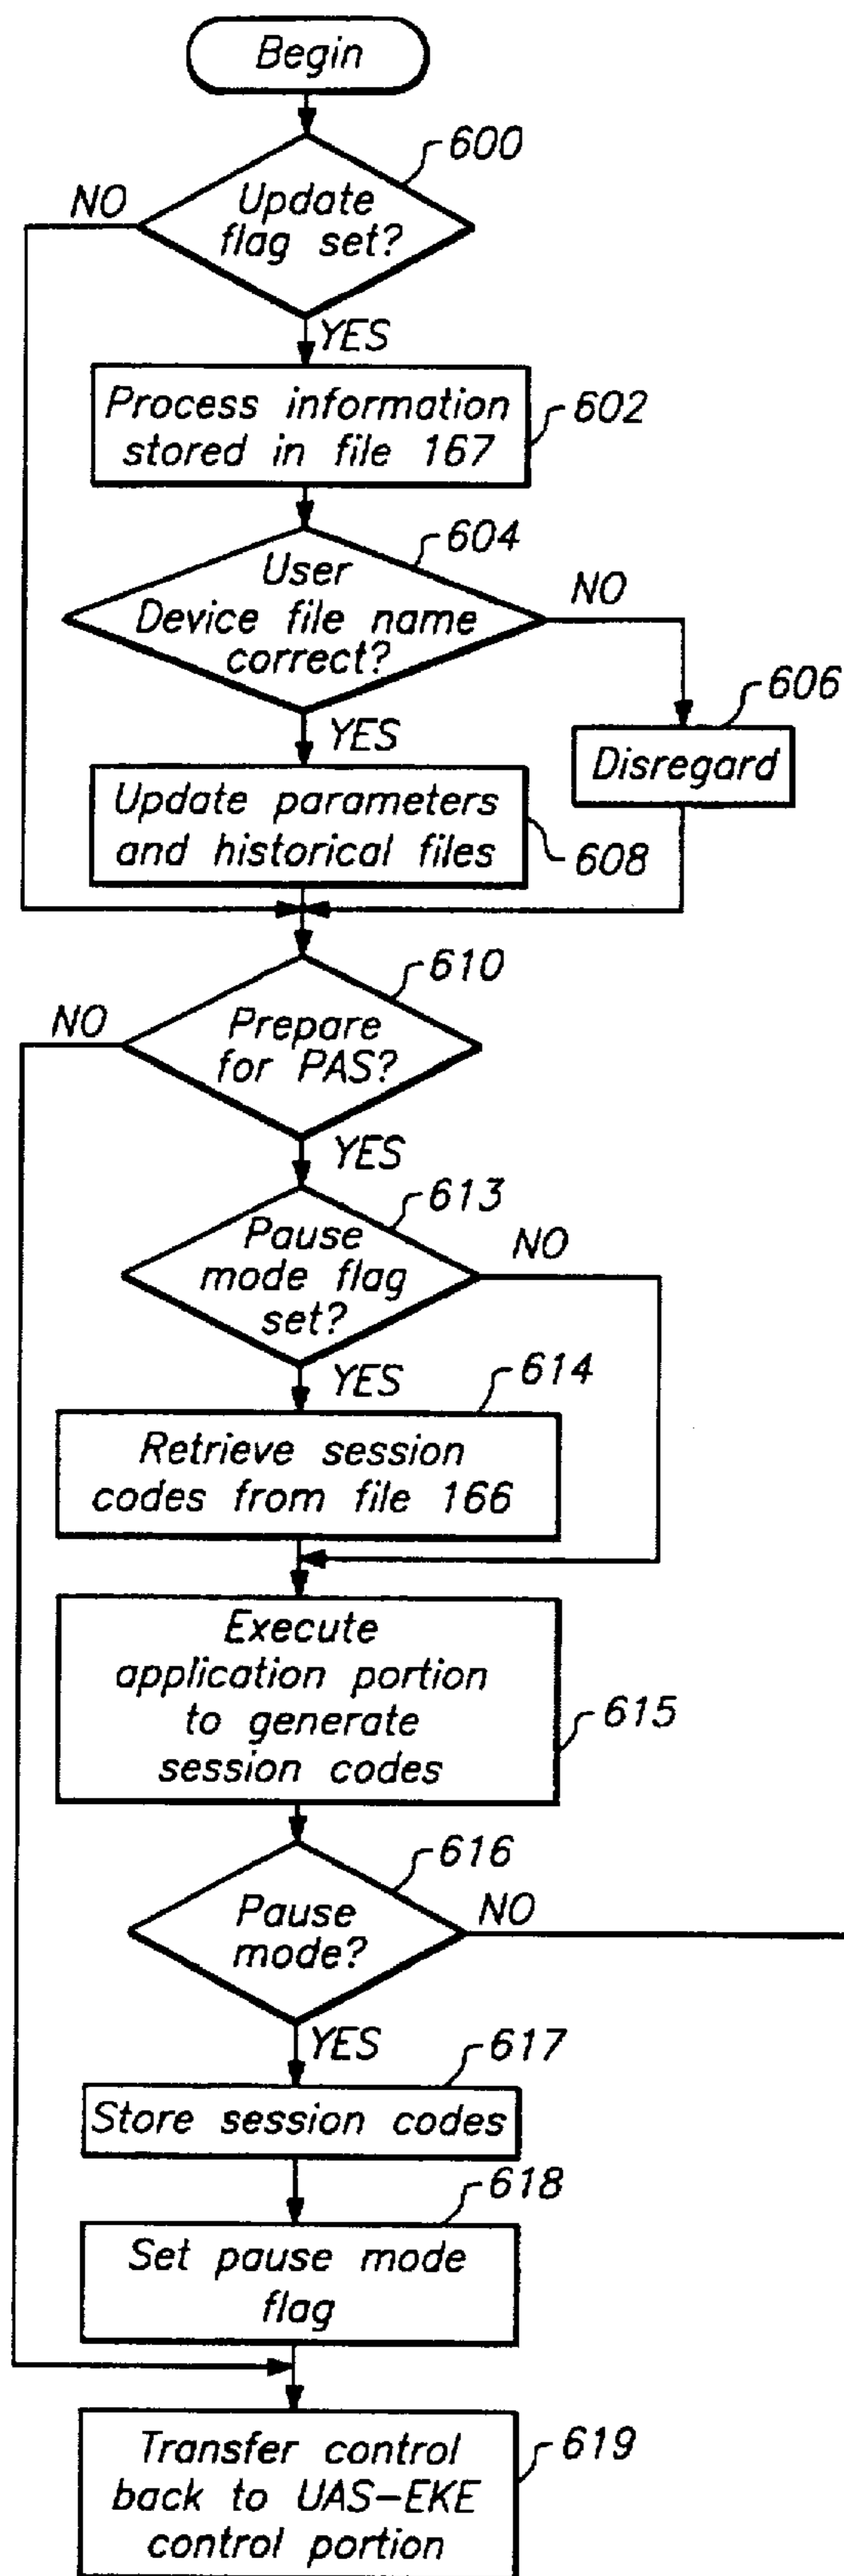 Begin
600
NO
Update
flag set?
YES
Process information
stored in file 167
602
604
User
Device file name
correct?
NO
606
YES
Disregard
Update parameters
and historical files
608
610
NO
Prepare
for PAS?
YES
613
Pause
mode flag
set?
NO
614
YES
Retrieve session
codes from file 166
Execute
application portion
to generate
session codes
615
616
Pause
mode?
NO
YES
617
Store session codes
618
Set pause mode
flag
Transfer control
back to UAS-EKE
control portion
619